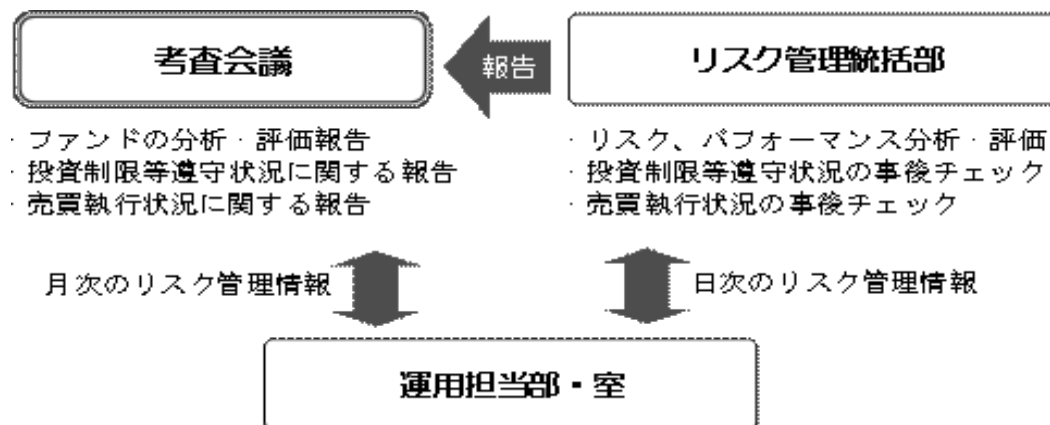 考査会議
報告
リスク管理統括部
・ファンドの分析・評価報告
・投資制限等遵守状況に関する報告
・売買執行状況に関する報告
・リスク、パフォーマンス分析・評価
・投資制限等遵守状況の事後チェック
・売買執行状況の事後チェック
月次のリスク管理情報
日次のリスク管理情報
運用担当部・室